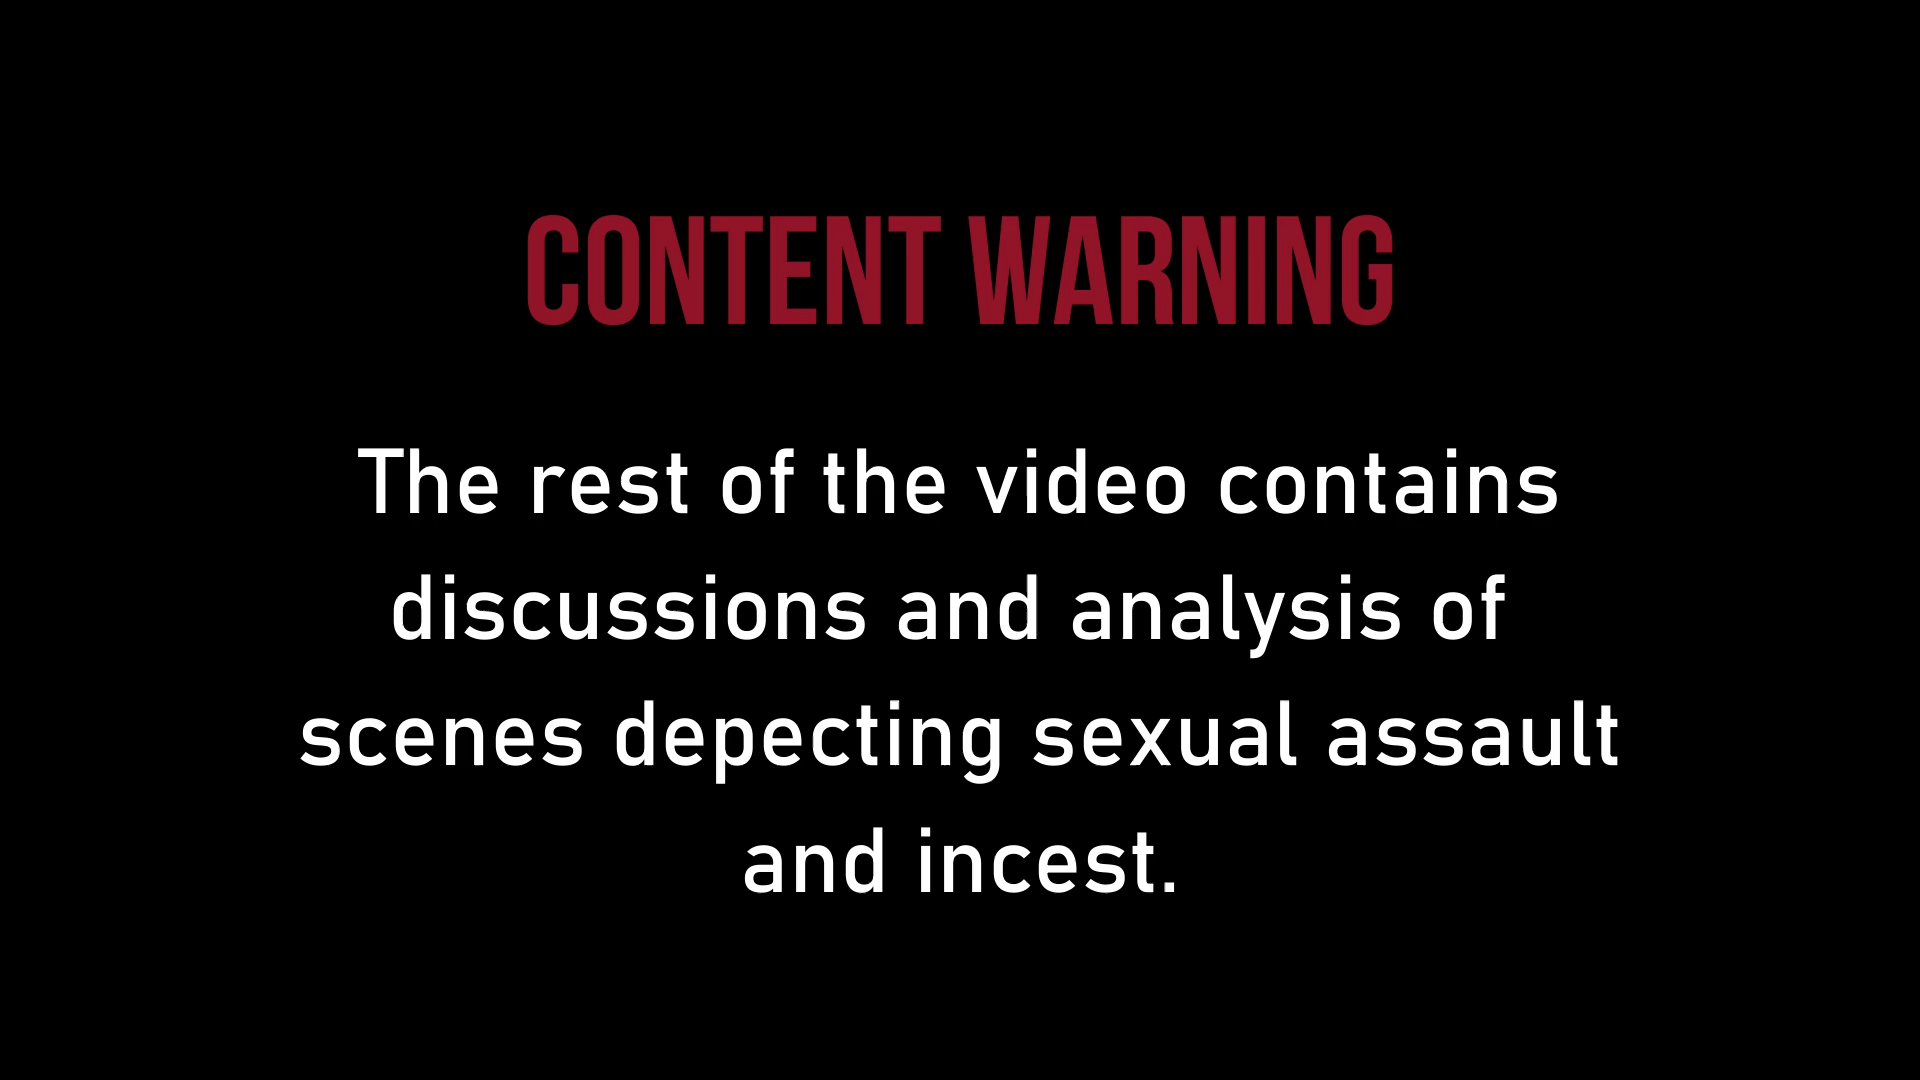 CONTENT WARNING
The rest of the video contains
discussions and analysis of
scenes depecting sexual assault
and incest.